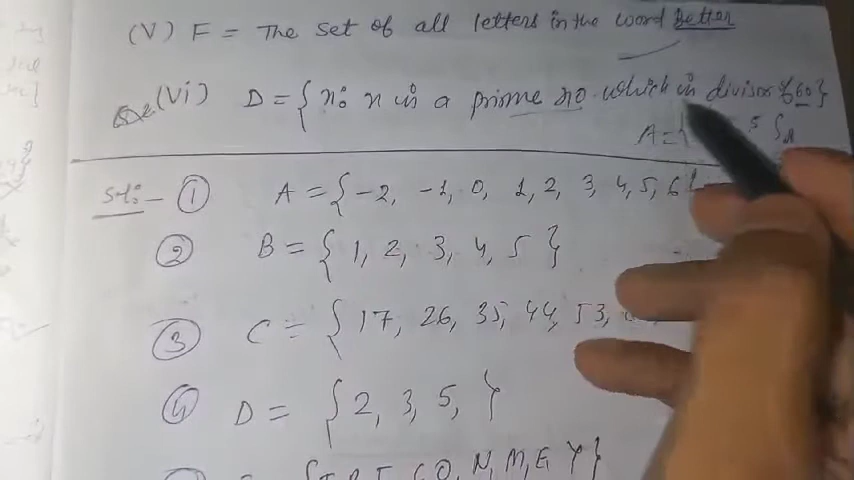 (V) F = The set of all letters in the word Better
(Vi) D = { n: n is a prime no. which is divisor of 60}
A = {
Sol: - ① A = { -2, -1, 0, 1, 2, 3, 4, 5, 6}
② B = { 1, 2, 3, 4, 5 }
③ C = { 17, 26, 35, 44, 53,
④ D = { 2, 3, 5, }
N, M, E, Y }